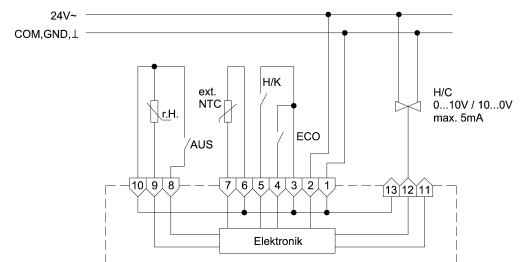 24V~
COM,GND,⊥
H/K
ext.
NTC
r.H.
AUS
ECO
H/C
0...10V / 10...0V
max. 5mA
10 9 8 7 6 5 4 3 2 1 13 12 11
Elektronik